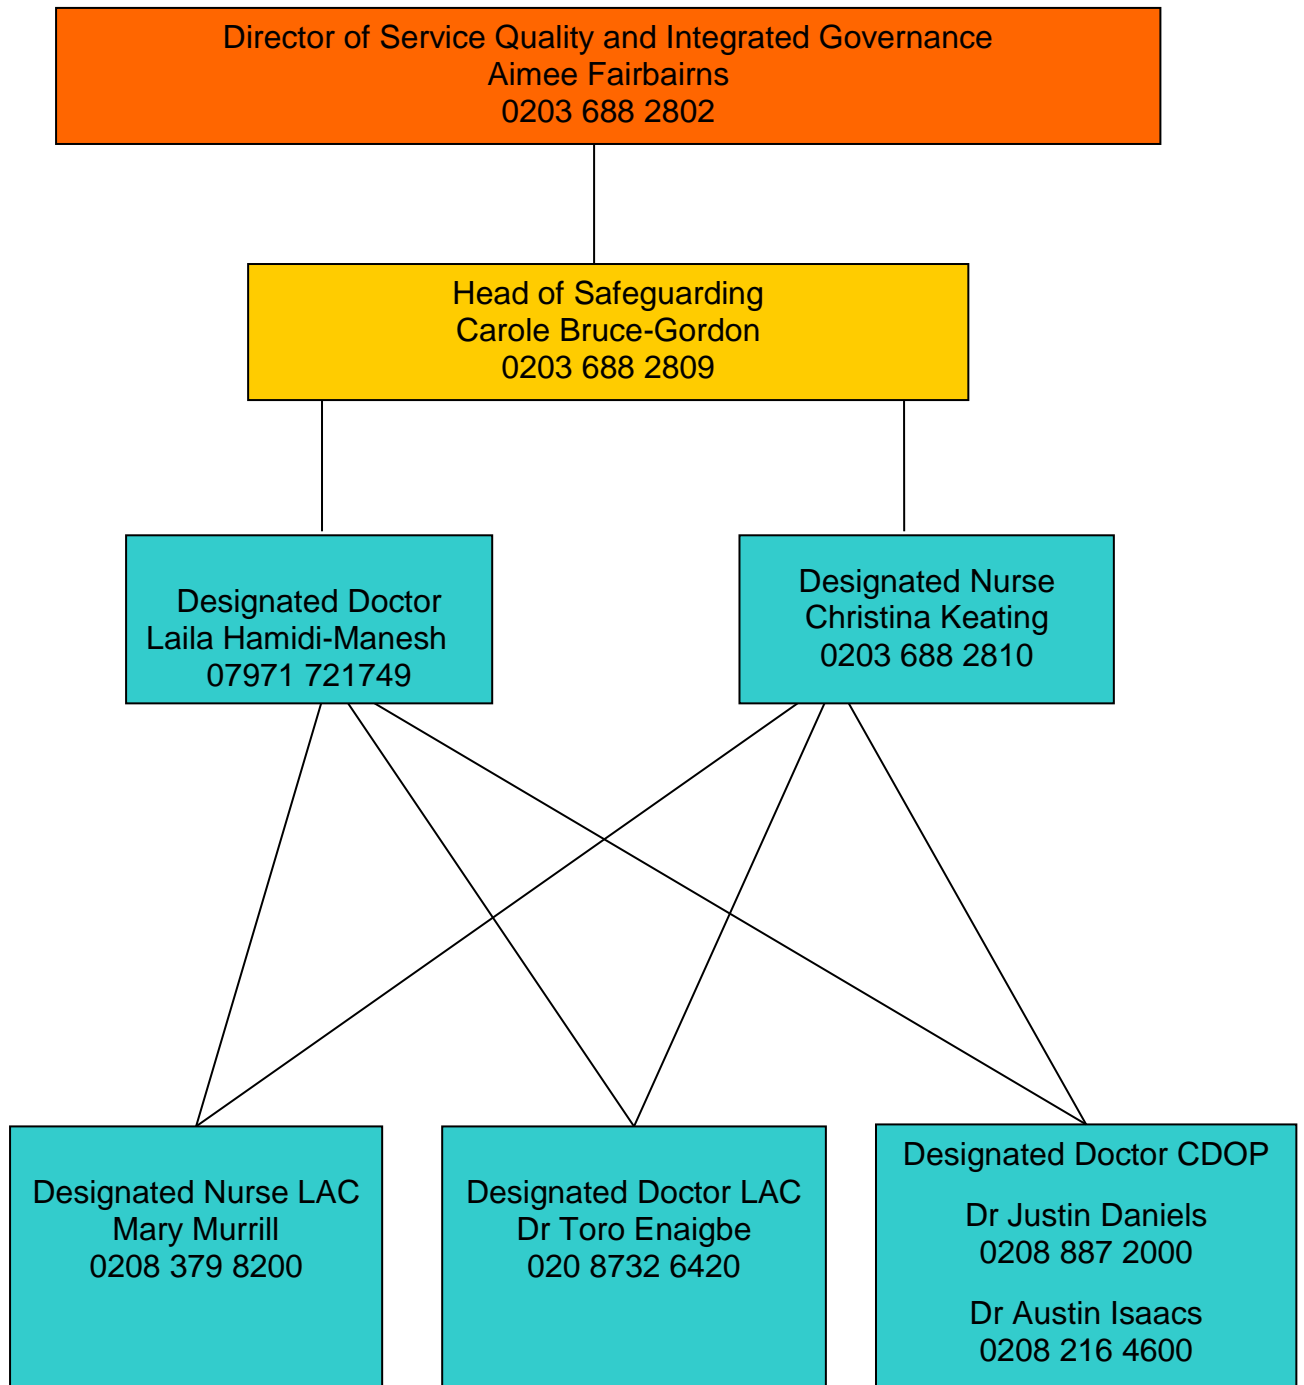 Director of Service Quality and Integrated Governance
Aimee Fairbairns
0203 688 2802
Head of Safeguarding
Carole Bruce-Gordon
0203 688 2809
Designated Doctor
Laila Hamidi-Manesh
07971 721749
Designated Nurse
Christina Keating
0203 688 2810
Designated Nurse LAC
Mary Murrill
0208 379 8200
Designated Doctor LAC
Dr Toro Enaigbe
020 8732 6420
Designated Doctor CDOP
Dr Justin Daniels
0208 887 2000
Dr Austin Isaacs
0208 216 4600